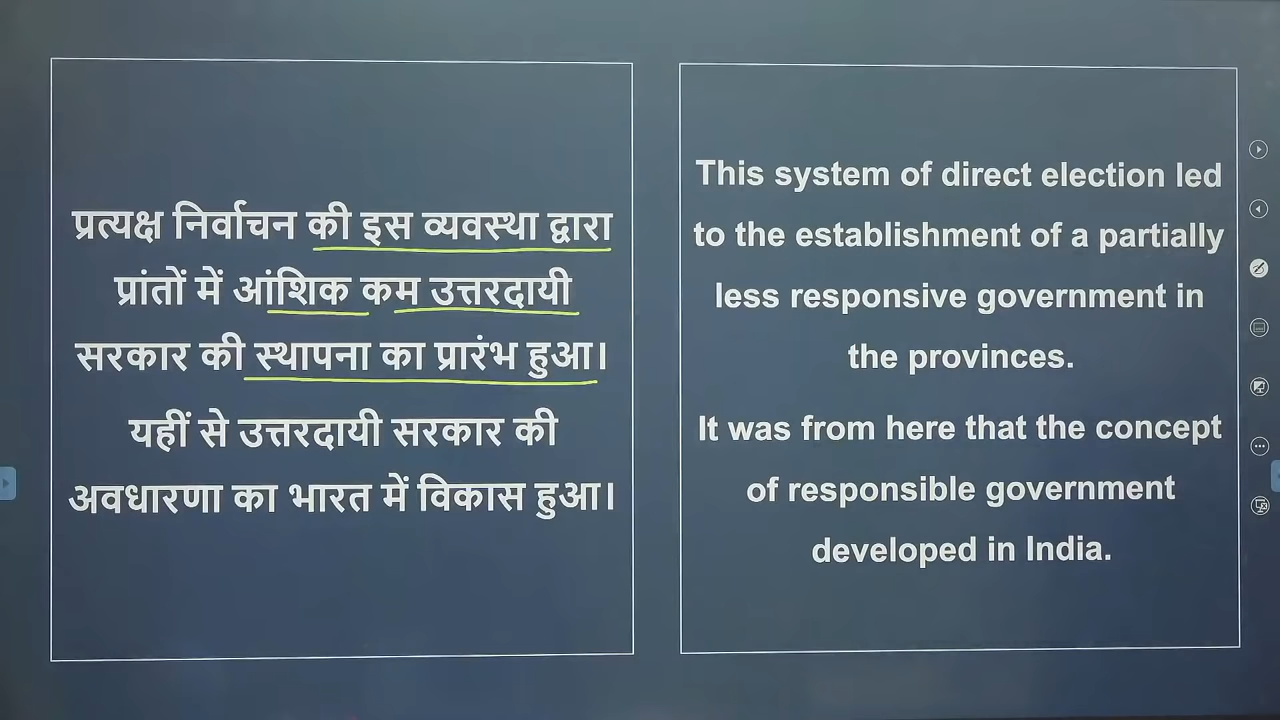 प्रत्यक्ष निर्वाचन की इस व्यवस्था द्वारा
प्रांतों में आंशिक कम उत्तरदायी
सरकार की स्थापना का प्रारंभ हुआ।
यहीं से उत्तरदायी सरकार की
अवधारणा का भारत में विकास हुआ।
This system of direct election led
to the establishment of a partially
less responsive government in
the provinces.
It was from here that the concept
of responsible government
developed in India.